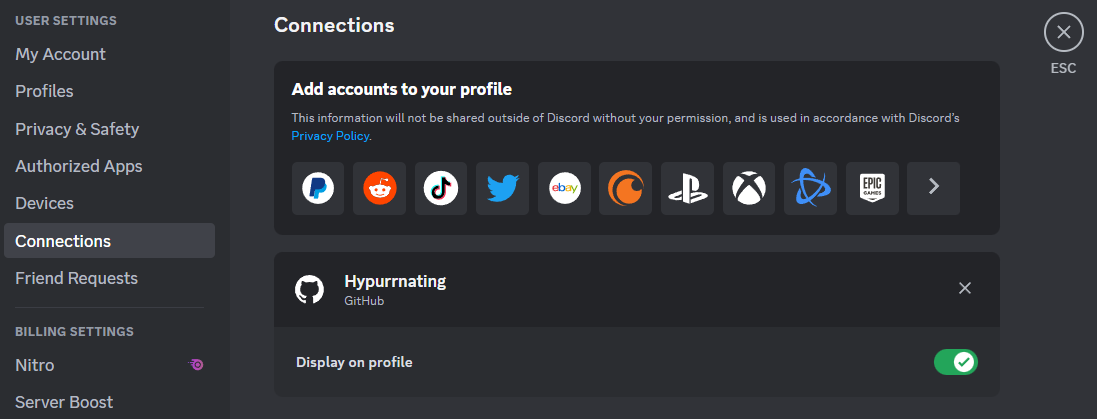 USER SETTINGS
My Account
Profiles
Privacy & Safety
Authorized Apps
Devices
Connections
Friend Requests
BILLING SETTINGS
Nitro
Server Boost
Connections
ESC
Add accounts to your profile
This information will not be shared outside of Discord without your permission, and is used in accordance with Discord's
Privacy Policy.
ebay
EPIC
GAMES
Hypurrnating
GitHub
Display on profile